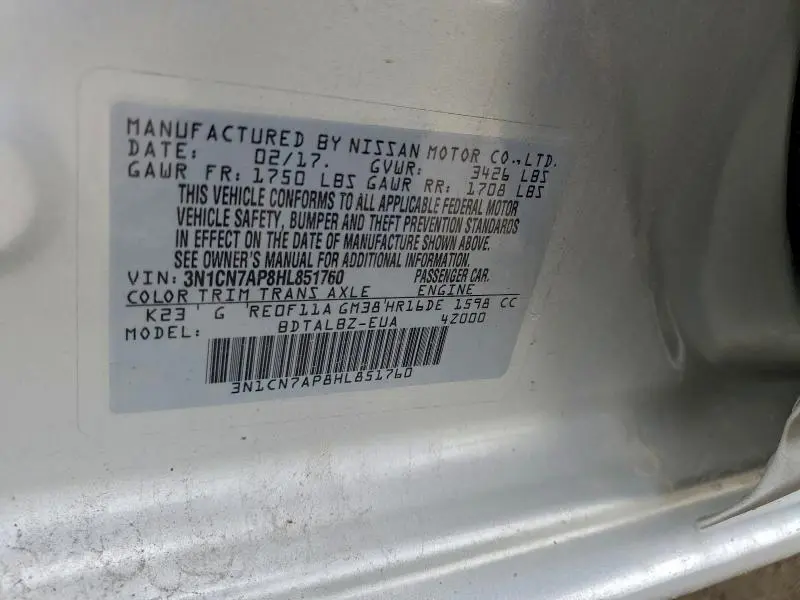 MANUFACTURED BY NISSAN MOTOR CO.,LTD.
DATE: 02/17. GVWR: 3426 LBS
GAWR FR: 1750 LBS GAWR RR: 1708 LBS
THIS VEHICLE CONFORMS TO ALL APPLICABLE FEDERAL MOTOR
VEHICLE SAFETY, BUMPER AND THEFT PREVENTION STANDARDS
IN EFFECT ON THE DATE OF MANUFACTURE SHOWN ABOVE.
SEE OWNER'S MANUAL FOR ADDITIONAL INFORMATION.
VIN: 3N1CN7AP8HL851760 PASSENGER CAR.
COLOR TRIM TRANS AXLE ENGINE
K23 G RE0F11A GM38 HR16DE 1598 CC
MODEL: BDTALBZ-EUA 4Z000
3N1CN7AP8HL851760